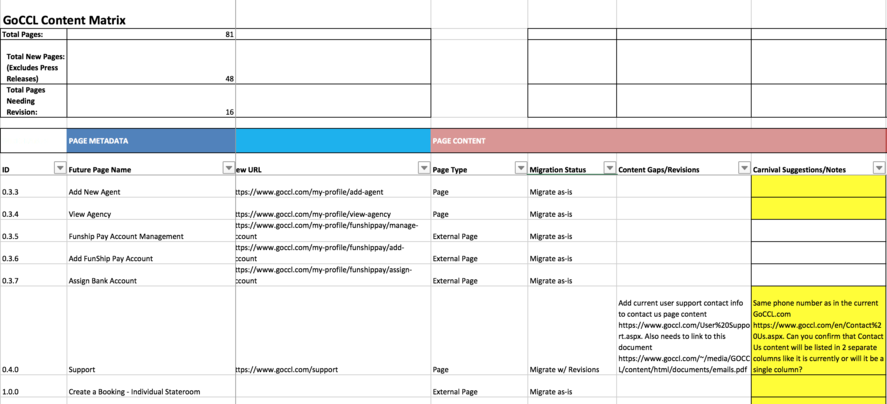 GoCCL Content Matrix
Total Pages: 81
Total New Pages:
(Excludes Press
Releases) 48
Total Pages
Needing
Revision: 16
PAGE METADATA PAGE CONTENT
ID Future Page Name ew URL Page Type Migration Status Content Gaps/Revisions Carnival Suggestions/Notes
0.3.3 Add New Agent ttps://www.goccl.com/my-profile/add-agent Page Migrate as-is
0.3.4 View Agency ttps://www.goccl.com/my-profile/view-agency Page Migrate as-is
ttps://www.goccl.com/my-profile/funshippay/manage-
0.3.5 Funship Pay Account Management ccount External Page Migrate as-is
ttps://www.goccl.com/my-profile/funshippay/add-
0.3.6 Add FunShip Pay Account ccount External Page Migrate as-is
ttps://www.goccl.com/my-profile/funshippay/assign-
0.3.7 Assign Bank Account ccount External Page Migrate as-is
Add current user support contact info Same phone number as in the current
to contact us page content GoCCL.com
https://www.goccl.com/User%20Suppo https://www.goccl.com/en/Contact%2
rt.aspx. Also needs to link to this 0Us.aspx. Can you confirm that Contact
document Us content will be listed in 2 separate
https://www.goccl.com/~/media/GOCC columns like it is currently or will it be a
0.4.0 Support ttps://www.goccl.com/support Page Migrate w/ Revisions L/content/html/documents/emails.pdf single column?
1.0.0 Create a Booking - Individual Stateroom External Page Migrate as-is